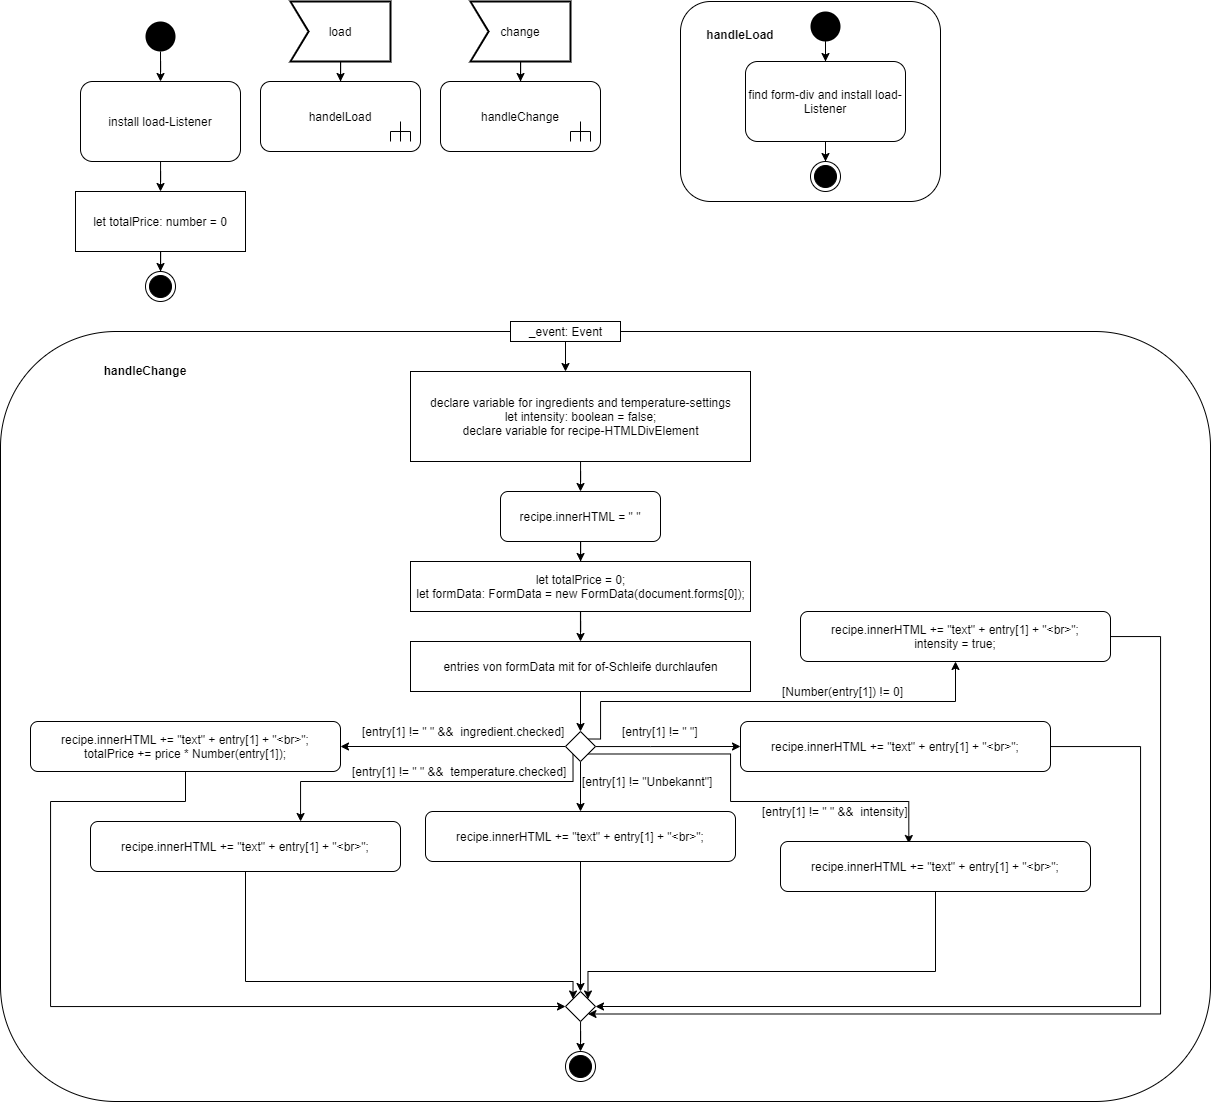 load
change
handleLoad
install load-Listener
handelLoad
handleChange
find form-div and install load-
Listener
let totalPrice: number = 0
_event: Event
handleChange
declare variable for ingredients and temperature-settings
let intensity: boolean = false;
declare variable for recipe-HTMLDivElement
recipe.innerHTML = " "
let totalPrice = 0;
let formData: FormData = new FormData(document.forms[0]);
entries von formData mit for of-Schleife durchlaufen
recipe.innerHTML += "text" + entry[1] + "<br>";
intensity = true;
[Number(entry[1]) != 0]
[entry[1] != " " &&  ingredient.checked]
[entry[1] != " "]
recipe.innerHTML += "text" + entry[1] + "<br>";
totalPrice += price * Number(entry[1]);
recipe.innerHTML += "text" + entry[1] + "<br>";
[entry[1] != " " &&  temperature.checked]
[entry[1] != "Unbekannt"]
[entry[1] != " " &&  intensity]
recipe.innerHTML += "text" + entry[1] + "<br>";
recipe.innerHTML += "text" + entry[1] + "<br>";
recipe.innerHTML += "text" + entry[1] + "<br>";